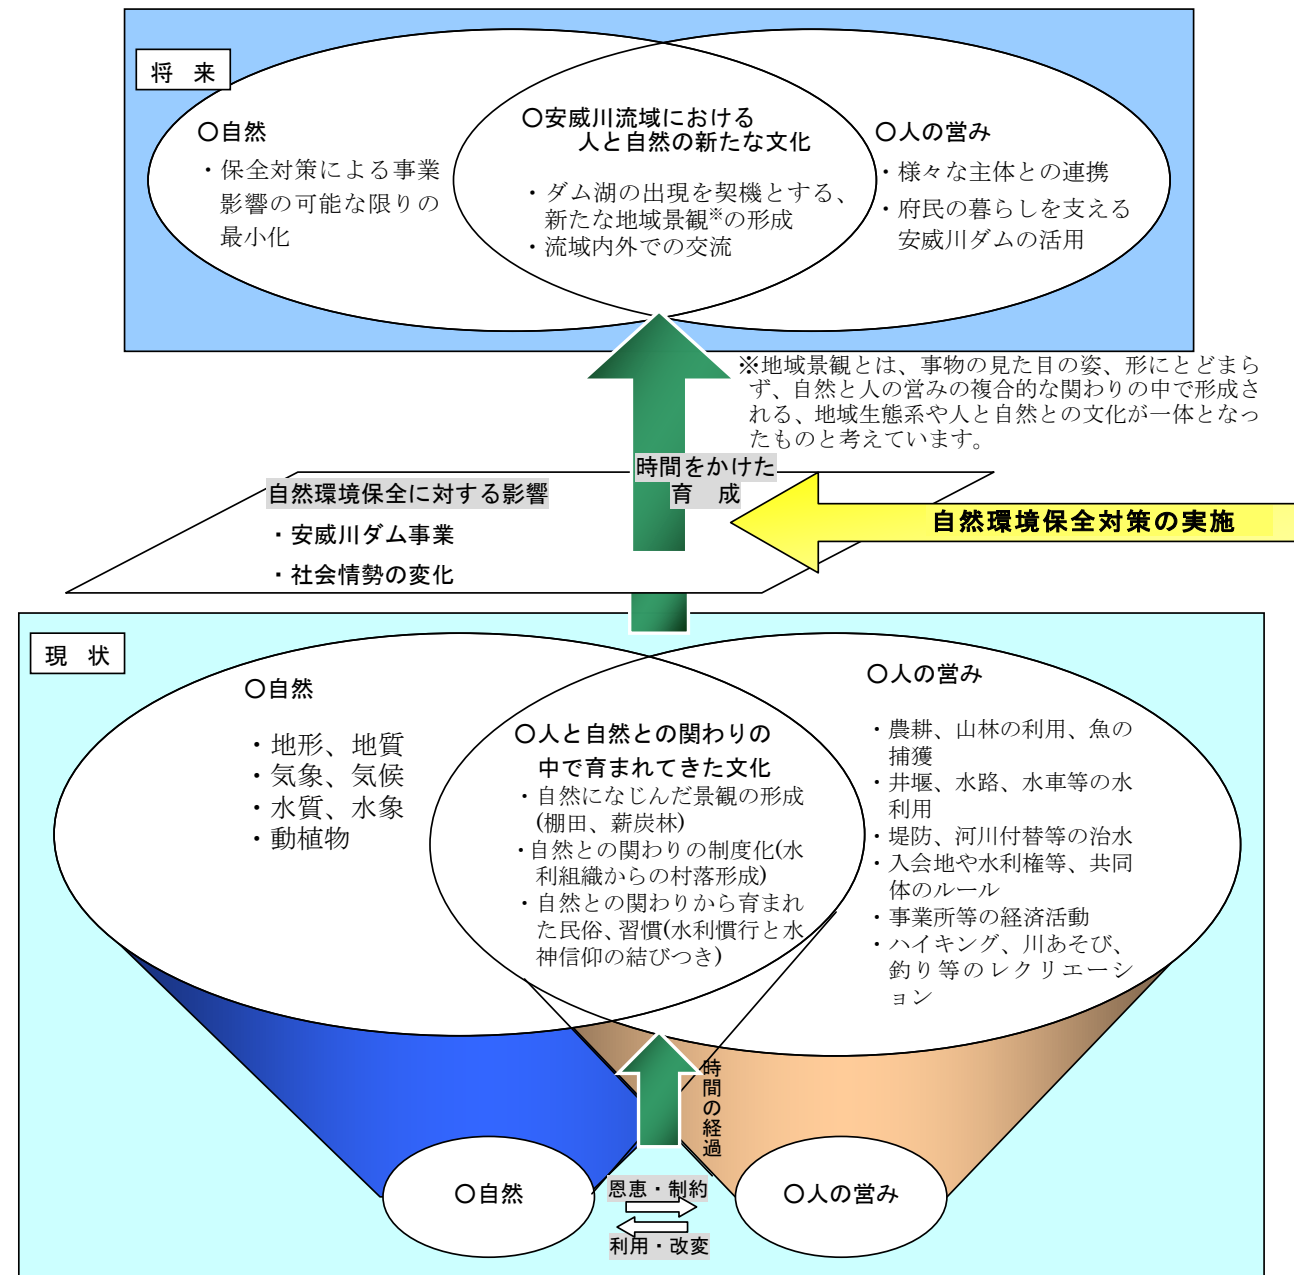 将 来
〇自然
・保全対策による事業
影響の可能な限りの
最小化
〇安威川流域における
人と自然の新たな文化
・ダム湖の出現を契機とする、
新たな地域景観※の形成
・流域内外での交流
〇人の営み
・様々な主体との連携
・府民の暮らしを支える
安威川ダムの活用
※地域景観とは、事物の見た目の姿、形にとどまら
ず、自然と人の営みの複合的な関わりの中で形成さ
れる、地域生態系や人と自然との文化が一体となっ
たものと考えています。
時間をかけた
育 成
自然環境保全に対する影響
・安威川ダム事業
・社会情勢の変化
自然環境保全対策の実施
現 状
〇自然
・地形、地質
・気象、気候
・水質、水象
・動植物
〇人と自然との関わりの
中で育まれてきた文化
・自然になじんだ景観の形成
(棚田、薪炭林)
・自然との関わりの制度化(水
利組織からの村落形成)
・自然との関わりから育まれ
た民俗、習慣(水利慣行と水
神信仰の結びつき)
〇人の営み
・農耕、山林の利用、魚の
捕獲
・井堰、水路、水車等の水
利用
・堤防、河川付替等の治水
・入会地や水利権等、共同
体のルール
・事業所等の経済活動
・ハイキング、川あそび、
釣り等のレクリエーシ
ョン
時間の経過
〇自然
恩恵・制約
利用・改変
〇人の営み